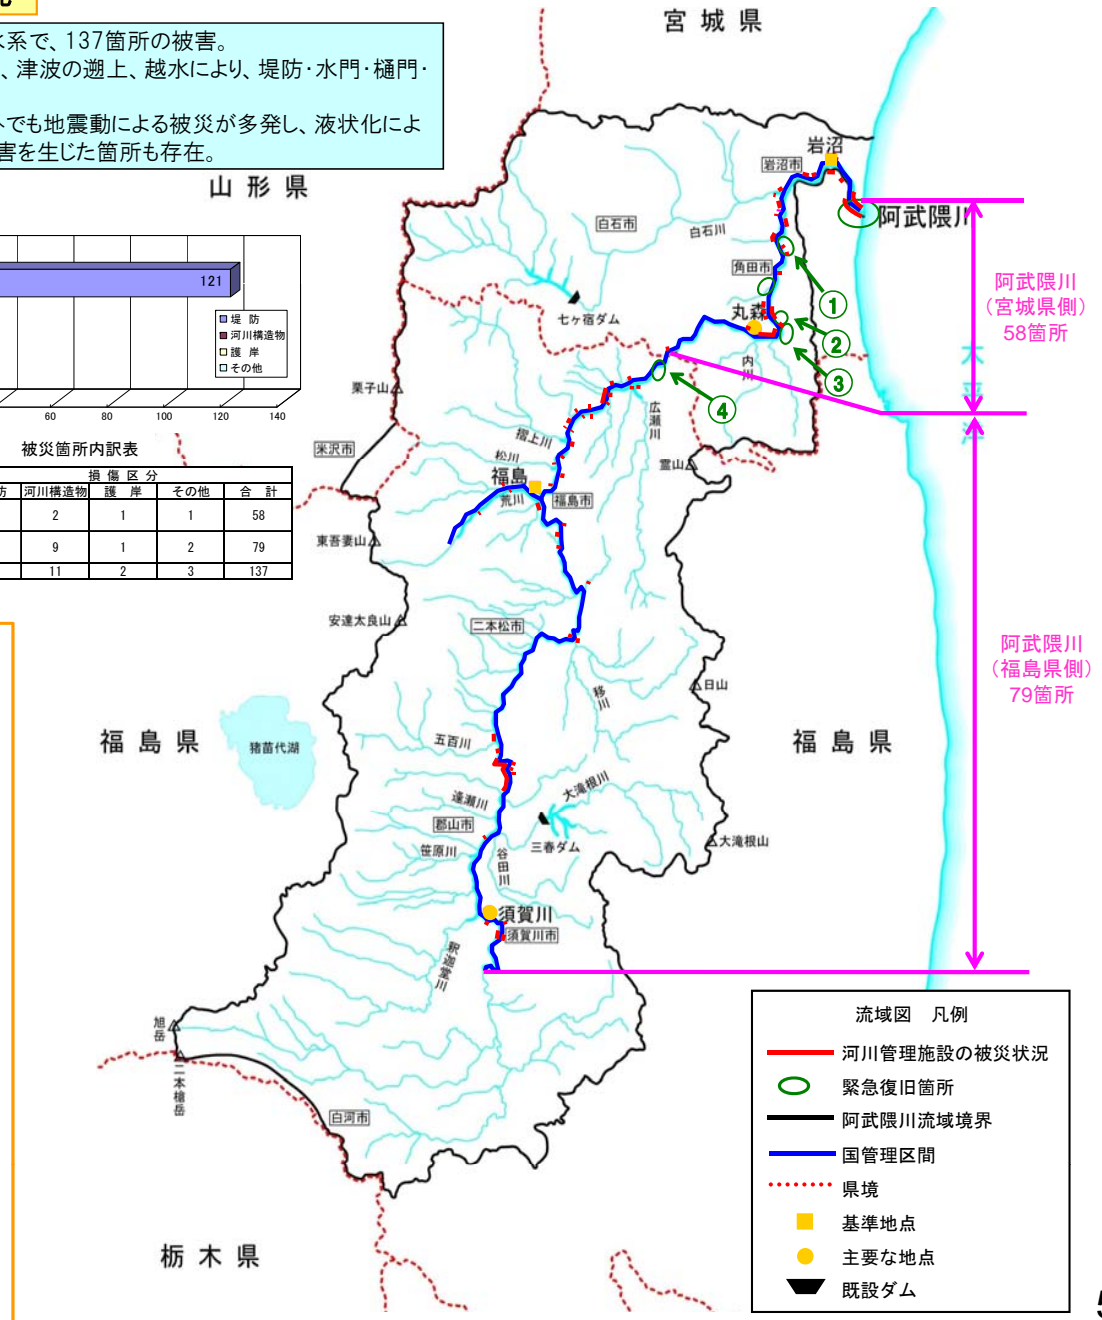 水系で、137箇所の被害。
、津波の遡上、越水により、堤防・水門・樋門・
でも地震動による被災が多発し、液状化によ
害を生じた箇所も存在。
宮城県
山形県
岩沼
岩沼市
阿武隈川
白石市
白石川
角田市
丸森
七ヶ宿ダム
内川
①
②
③
④
阿武隈川
（宮城県側）
58箇所
太平洋
121
堤 防
河川構造物
護 岸
その他
60 80 100 120 140
栗子山
広瀬川
摺上川
松川
米沢市
霊山
福島
荒川
福島市
東吾妻山
被災箇所内訳表
損傷区分
防 河川構造物 護 岸 その他 合 計
2 1 1 58
9 1 2 79
11 2 3 137
安達太良山
二本松市
阿武隈川
（福島県側）
79箇所
日山
移川
福島県
猪苗代湖
五百川
福島県
逢瀬川
大滝根川
郡山市
三春ダム
大滝根山
笹原川
谷田川
須賀川
須賀川市
釈迦堂川
旭岳
二本槍岳
白河市
栃木県
流域図 凡例
河川管理施設の被災状況
緊急復旧箇所
阿武隈川流域境界
国管理区間
県境
基準地点
主要な地点
既設ダム